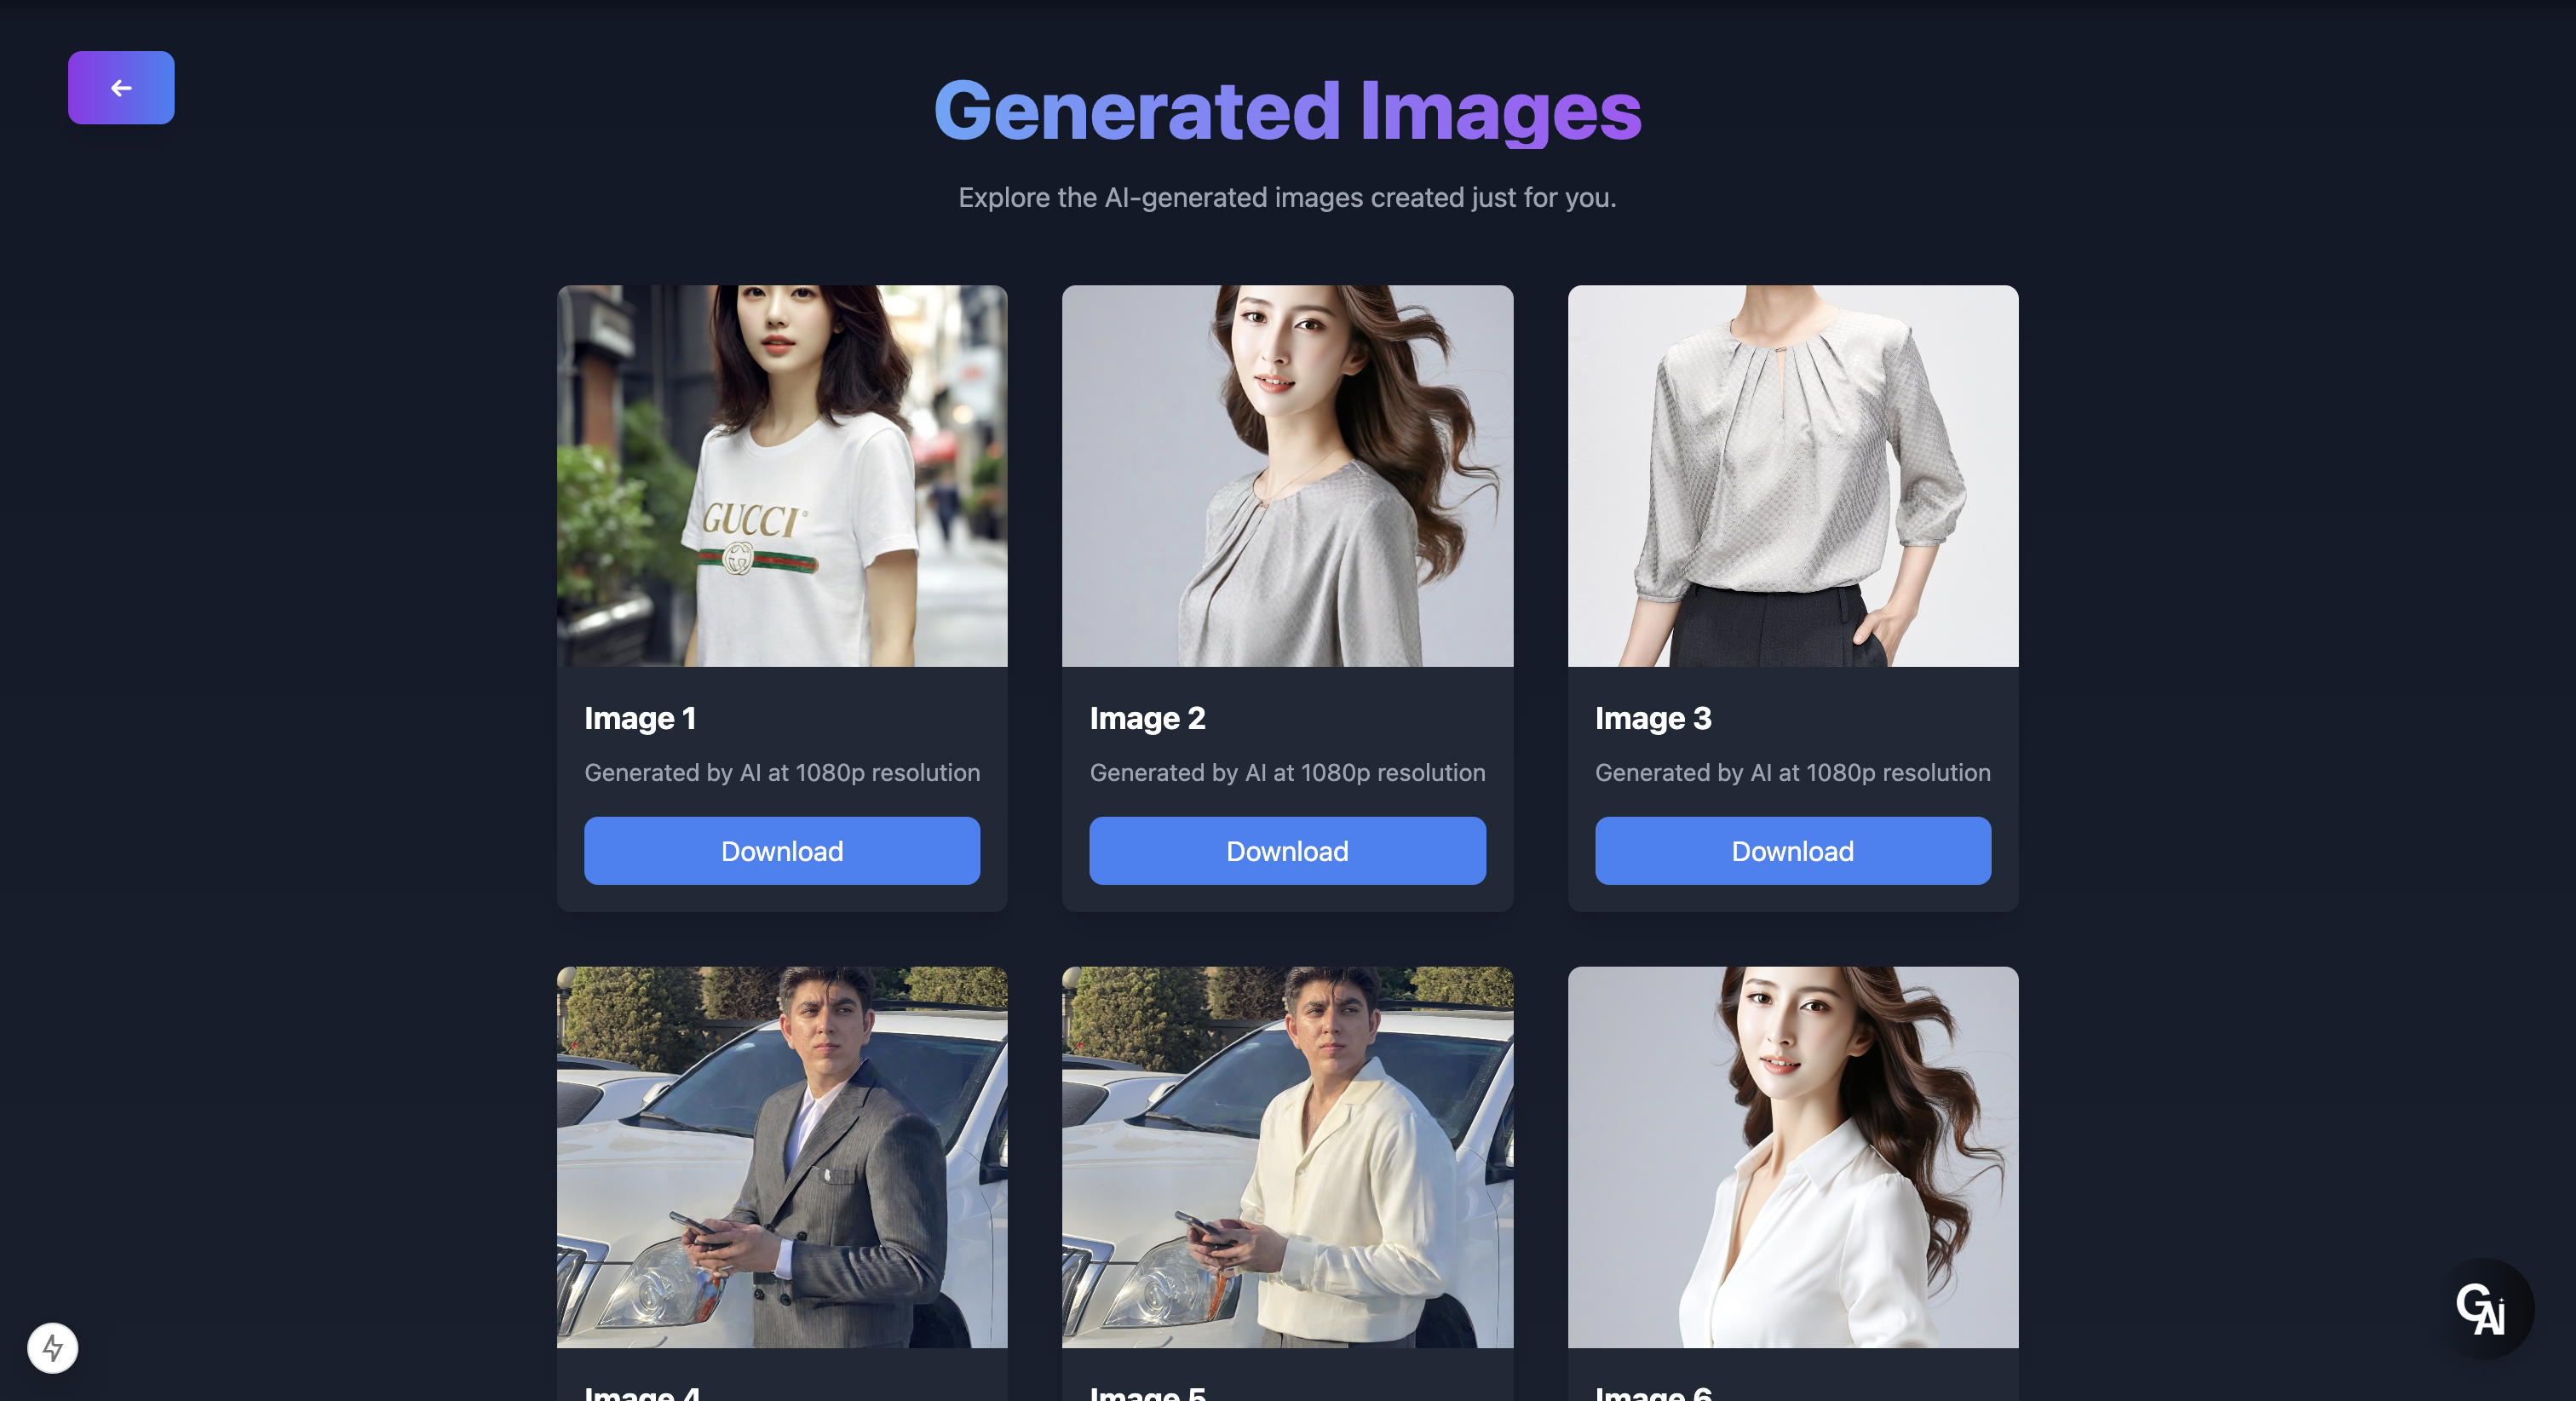 Generated Images
Explore the AI-generated images created just for you.
GUCCI
Image 1
Generated by AI at 1080p resolution
Download
Image 2
Generated by AI at 1080p resolution
Download
Image 3
Generated by AI at 1080p resolution
Download
Image 4
Image 5
Image 6
GAI